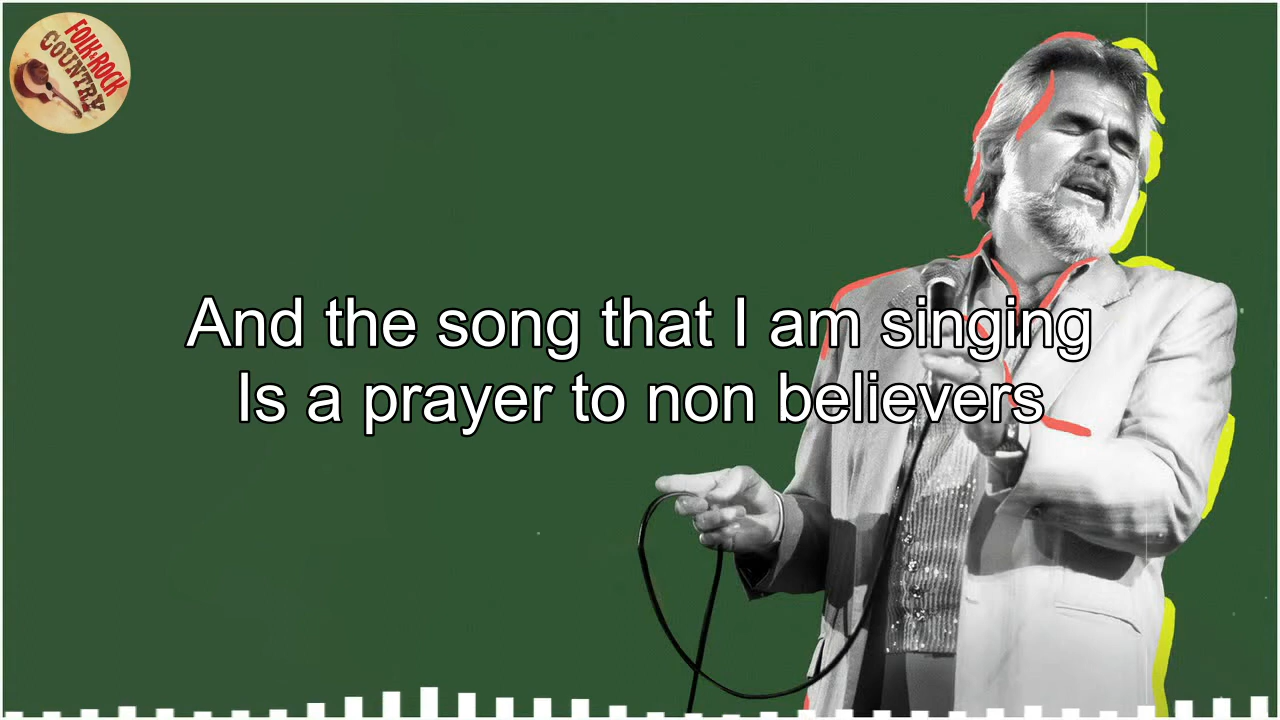 FOLK & ROCK
COUNTRY
And the song that I am singing
Is a prayer to non believers